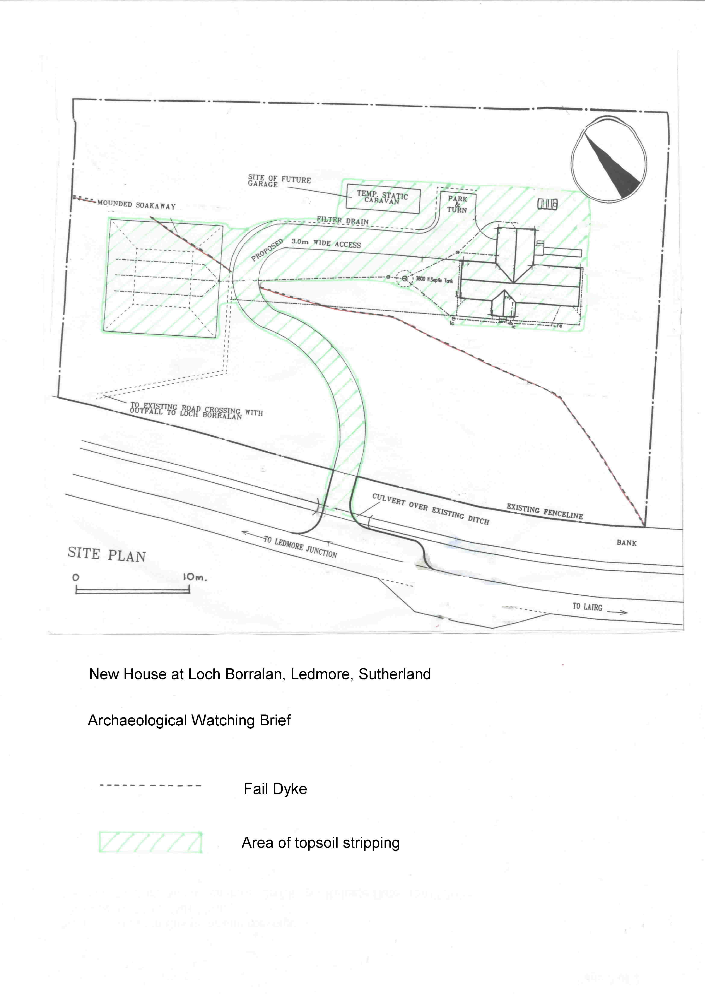 SITE OF FUTURE
GARAGE
TEMP. STATIC
CARAVAN
PARK
&
TURN
MOUNDED SOAKAWAY
FILTER DRAIN
PROPOSED 3.0m WIDE ACCESS
3800 lt.Septic Tank
ic
ic
re
TO EXISTING ROAD CROSSING WITH
OUTFALL TO LOCH BORRALAN
CULVERT OVER EXISTING DITCH
EXISTING FENCELINE
BANK
TO LEDMORE JUNCTION
SITE PLAN
0 10m.
TO LAIRG
New House at Loch Borralan, Ledmore, Sutherland
Archaeological Watching Brief
Fail Dyke
Area of topsoil stripping